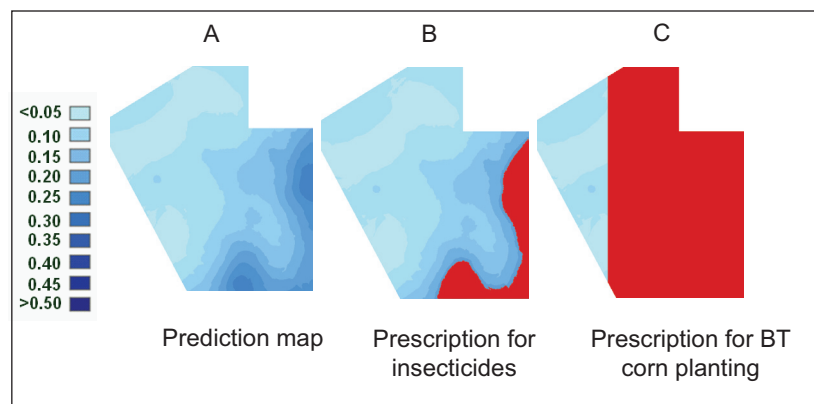 A
B
C
<0.05
0.10
0.15
0.20
0.25
0.30
0.35
0.40
0.45
>0.50
Prediction map
Prescription for
insecticides
Prescription for BT
corn planting